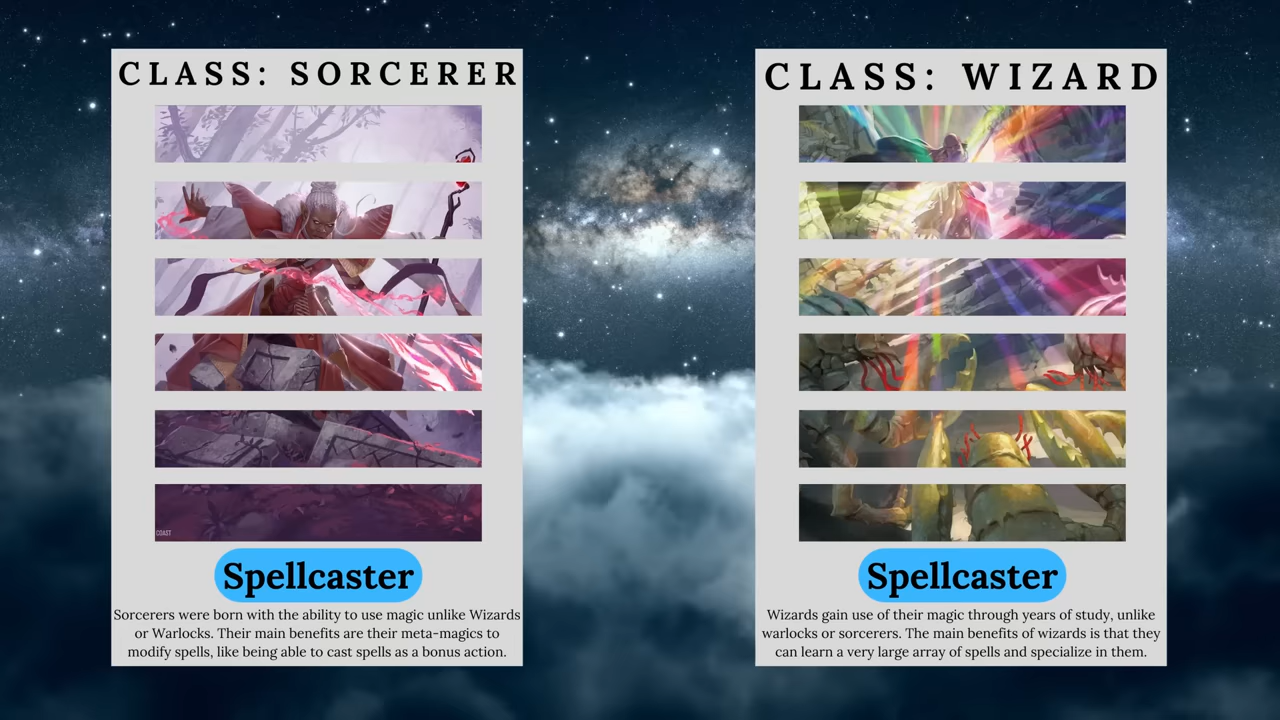 CLASS: SORCERER
COAST
Spellcaster
Sorcerers were born with the ability to use magic unlike Wizards
or Warlocks. Their main benefits are their meta-magics to
modify spells, like being able to cast spells as a bonus action.
CLASS: WIZARD
Spellcaster
Wizards gain use of their magic through years of study, unlike
warlocks or sorcerers. The main benefits of wizards is that they
can learn a very large array of spells and specialize in them.